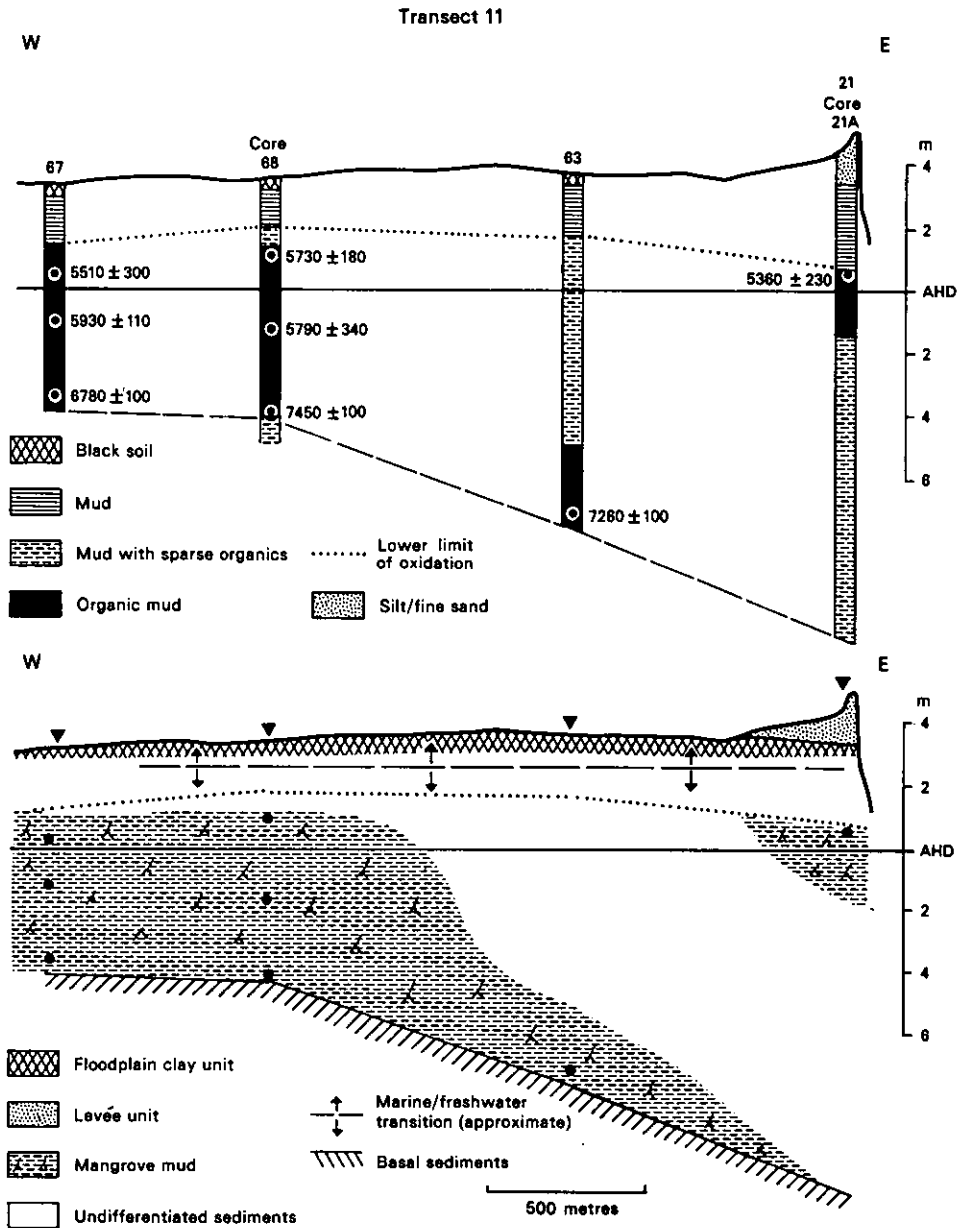 Transect 11
W
E
21
Core
21A
Core
67
68
63
m
4
2
5730 ± 180
5510 ± 300
5360 ± 230
AHD
5930 ± 110
5790 ± 340
2
6780 ± 100
7450 ± 100
4
Black soil
6
Mud
7260 ± 100
Mud with sparse organics
Lower limit
of oxidation
Organic mud
Silt/fine sand
W
E
m
4
2
AHD
2
4
6
Floodplain clay unit
Levée unit
Marine/freshwater
transition (approximate)
Mangrove mud
Basal sediments
500 metres
Undifferentiated sediments